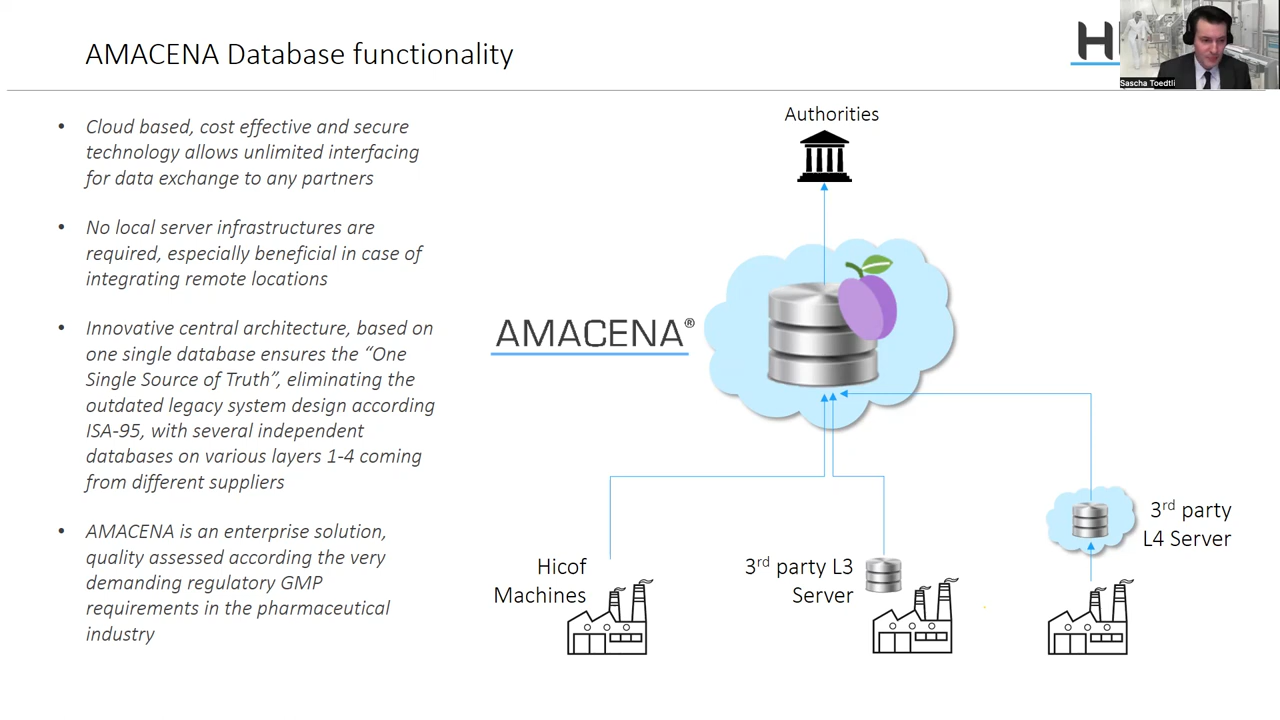 AMACENA Database functionality
Sascha Toedtli
• Cloud based, cost effective and secure
technology allows unlimited interfacing
for data exchange to any partners
• No local server infrastructures are
required, especially beneficial in case of
integrating remote locations
• Innovative central architecture, based on
one single database ensures the “One
Single Source of Truth”, eliminating the
outdated legacy system design according
ISA-95, with several independent
databases on various layers 1-4 coming
from different suppliers
• AMACENA is an enterprise solution,
quality assessed according the very
demanding regulatory GMP
requirements in the pharmaceutical
industry
Authorities
AMACENA®
Hicof
Machines
3rd party L3
Server
3rd party
L4 Server